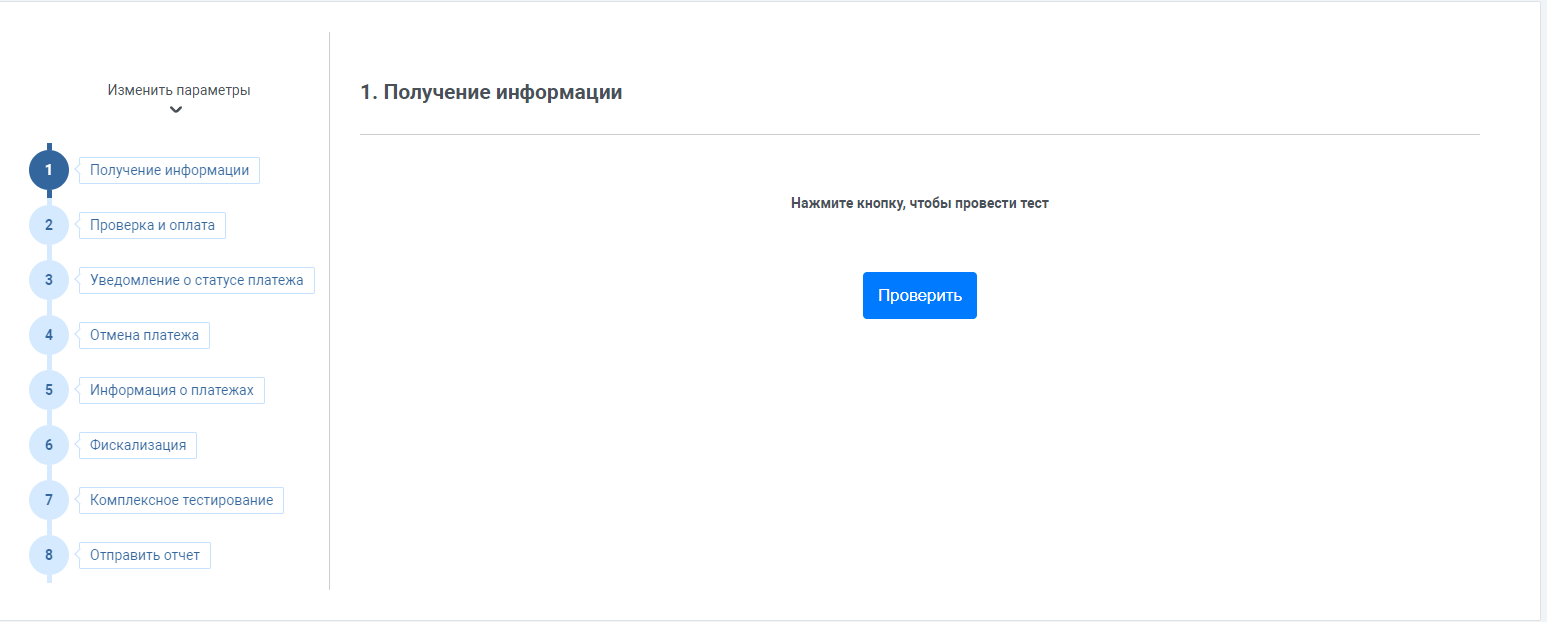 Изменить параметры
1
Получение информации
2
Проверка и оплата
3
Уведомление о статусе платежа
4
Отмена платежа
5
Информация о платежах
6
Фискализация
7
Комплексное тестирование
8
Отправить отчет
1. Получение информации
Нажмите кнопку, чтобы провести тест
Проверить